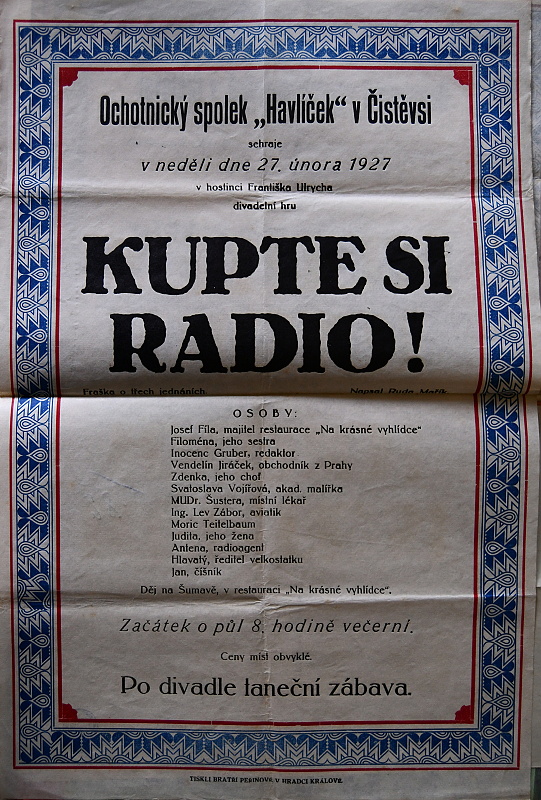 Ochotnický spolek „Havlíček“ v Čistěvsi
sehraje
v neděli dne 27. února 1927
v hostinci Františka Ulrycha
divadelní hru
KUPTE SI
RADIO!
Fraška o třech jednáních. Napsal Ruda Mařík.
OSOBY:
Josef Fíla, majitel restaurace „Na krásné vyhlídce“
Filoména, jeho sestra
Inocenc Gruber, redaktor
Vendelín Jiráček, obchodník z Prahy
Zdenka, jeho choť
Svatoslava Vojířová, akad. malířka
MUDr. Šustera, místní lékař
Ing. Lev Zábor, aviatik
Moric Teitelbaum
Judita, jeho žena
Antena, radioagent
Hlavatý, ředitel velkostatku
Jan, číšník
Děj na Šumavě, v restauraci „Na krásné vyhlídce“.
Začátek o půl 8. hodině večerní.
Ceny míst obvyklé.
Po divadle taneční zábava.
TISKLI BRATŘI PEŘINOVÉ, V HRADCI KRÁLOVÉ.